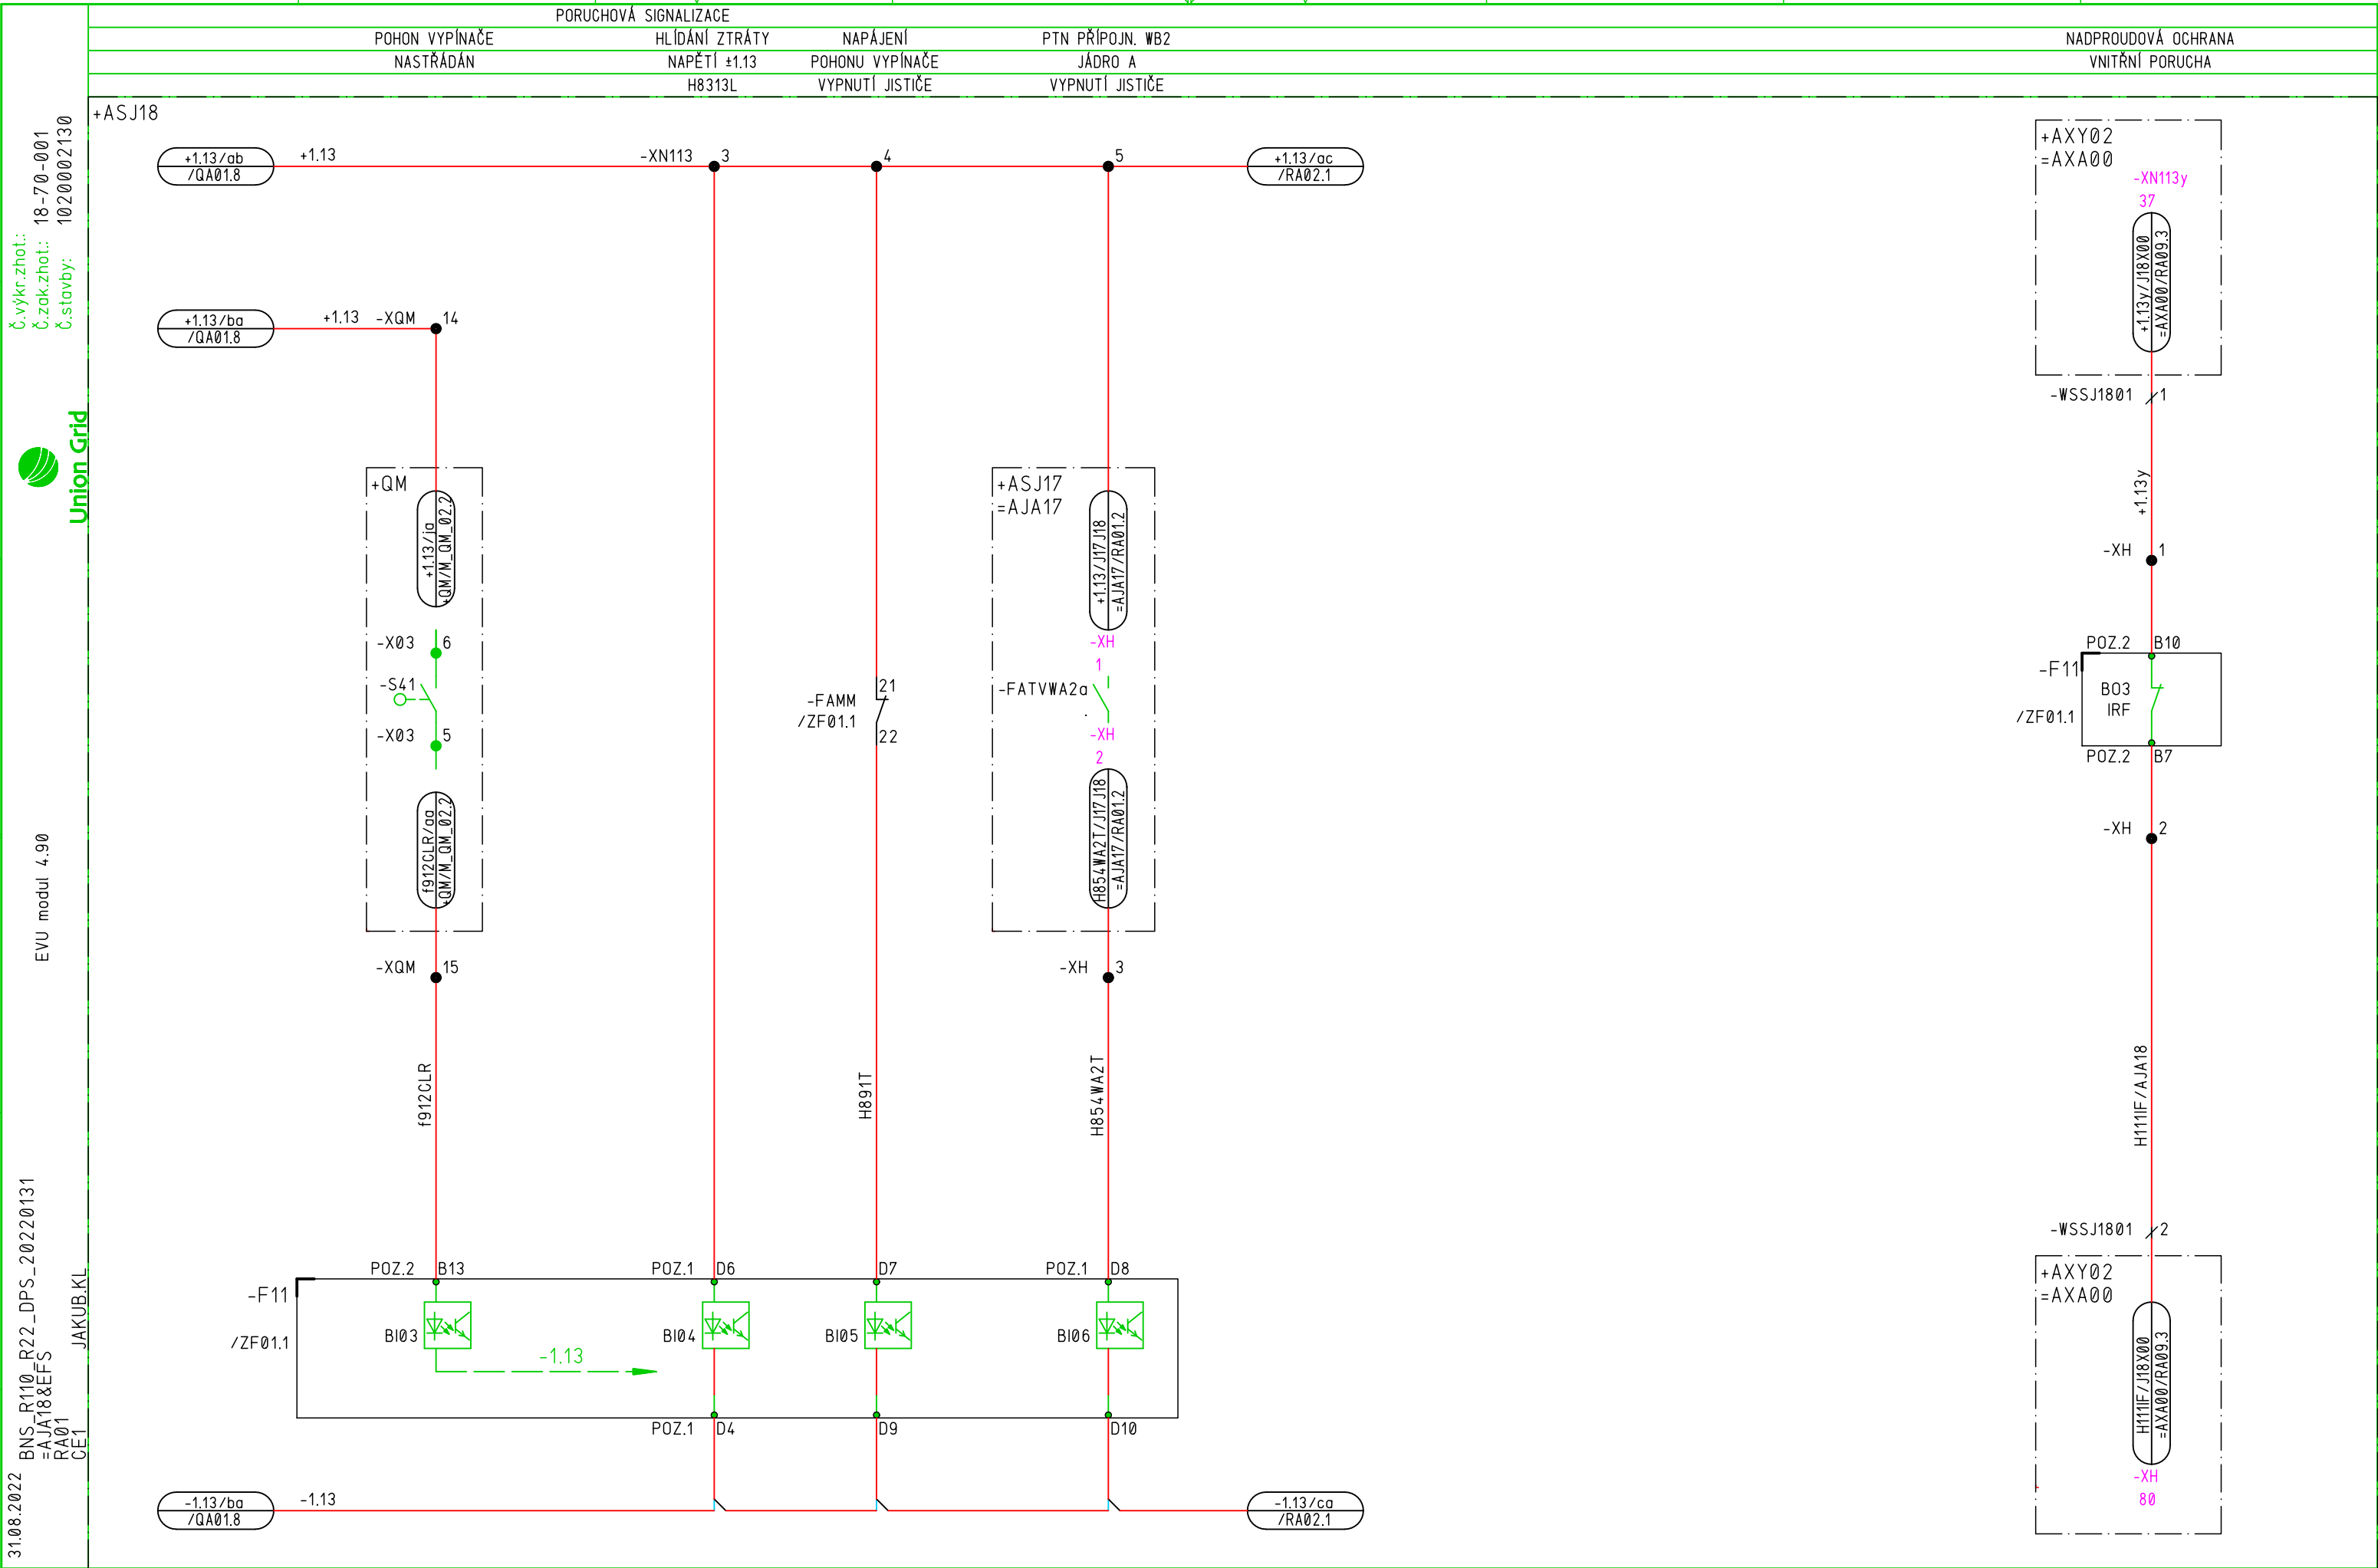 PORUCHOVÁ SIGNALIZACE
POHON VYPÍNAČE
HLÍDÁNÍ ZTRÁTY
NAPÁJENÍ
PTN PŘÍPOJN. WB2
NADPROUDOVÁ OCHRANA
NASTŘÁDÁN
NAPĚTÍ ±1.13
POHONU VYPÍNAČE
JÁDRO A
VNITŘNÍ PORUCHA
H8313L
VYPNUTÍ JISTIČE
VYPNUTÍ JISTIČE
+ASJ18
+1.13/ab
/QA01.8
+1.13
-XN113
3
4
5
+1.13/ac
/RA02.1
+AXY02
=AXA00
-XN113y
37
+1.13y/J18X00
=AXA00/RA09.3
-WSSJ1801
1
+1.13/ba
/QA01.8
+1.13
-XQM
14
+QM
+1.13/ja
+QM/M_QM_02.2
-X03
6
-S41
-X03
5
f912CLR/aa
+QM/M_QM_02.2
-XQM
15
f912CLR
-FAMM
/ZF01.1
21
22
H891T
+ASJ17
=AJA17
+1.13/J17J18
=AJA17/RA01.2
-XH
1
-FATVWA2a
-XH
2
H854WA2T/J17J18
=AJA17/RA01.2
-XH
3
H854WA2T
+1.13y
-XH
1
POZ.2
B10
-F11
BO3
IRF
/ZF01.1
POZ.2
B7
-XH
2
H111IF/AJA18
-WSSJ1801
2
+AXY02
=AXA00
H111IF/J18X00
=AXA00/RA09.3
-XH
80
POZ.2
B13
POZ.1
D6
D7
POZ.1
D8
-F11
/ZF01.1
BI03
BI04
BI05
BI06
-1.13
POZ.1
D4
D9
D10
-1.13/ba
/QA01.8
-1.13
-1.13/ca
/RA02.1
Č.výkr.zhot.:
Č.zak.zhot.: 18-70-001
Č.stavby: 1020002130
Union Grid
EVU modul 4.90
31.08.2022
BNS_R110_R22_DPS_20220131
=AJA18&EFS
RA01
CE1
JAKUB.KL